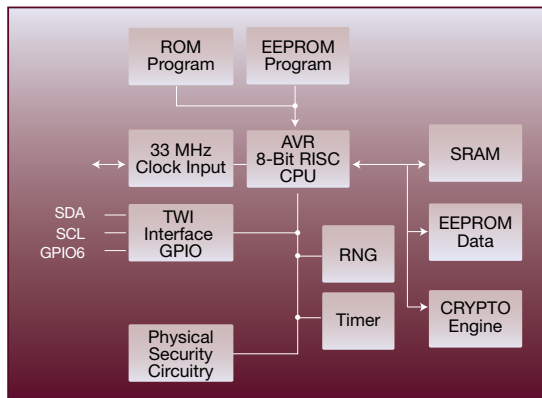 ROM
Program
EEPROM
Program
33 MHz
Clock Input
AVR
8-Bit RISC
CPU
SRAM
SDA
SCL
GPIO6
TWI
Interface
GPIO
EEPROM
Data
RNG
Timer
CRYPTO
Engine
Physical
Security
Circuitry